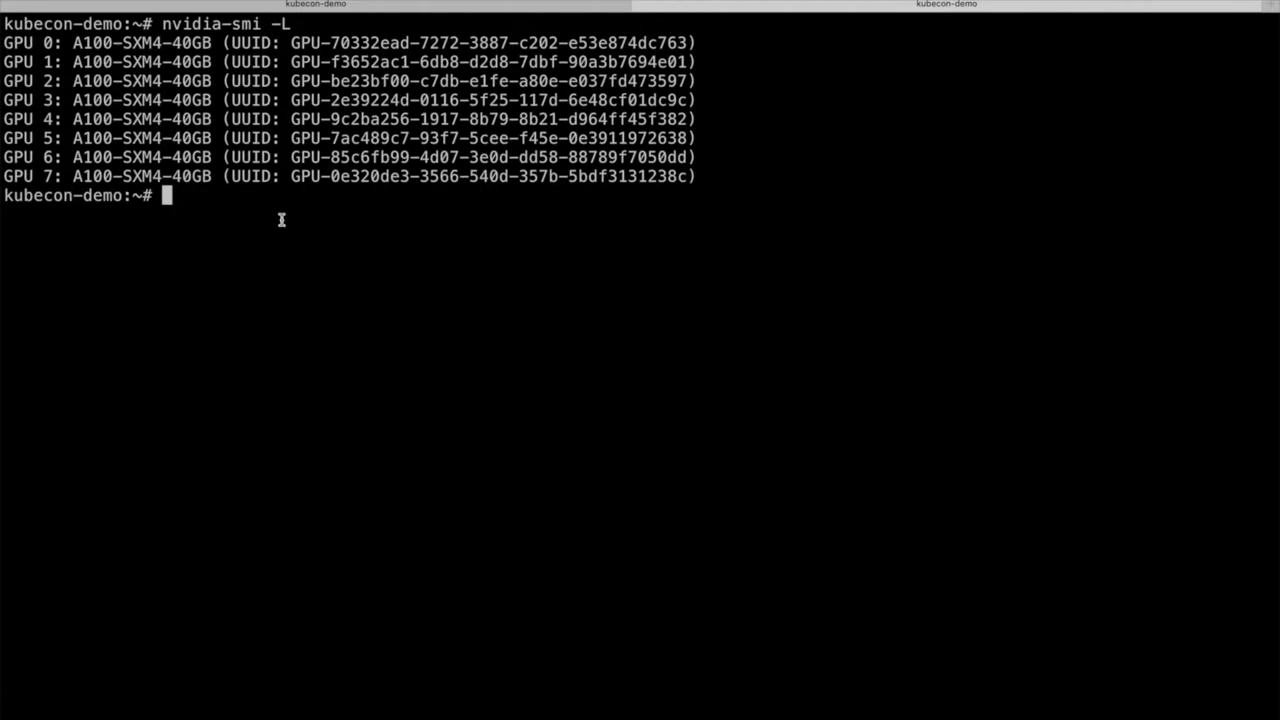 kubecon-demo
kubecon-demo
kubecon-demo:~# nvidia-smi -L
GPU 0: A100-SXM4-40GB (UUID: GPU-70332ead-7272-3887-c202-e53e874dc763)
GPU 1: A100-SXM4-40GB (UUID: GPU-f3652ac1-6db8-d2d8-7dbf-90a3b7694e01)
GPU 2: A100-SXM4-40GB (UUID: GPU-be23bf00-c7db-e1fe-a80e-e037fd473597)
GPU 3: A100-SXM4-40GB (UUID: GPU-2e39224d-0116-5f25-117d-6e48cf01dc9c)
GPU 4: A100-SXM4-40GB (UUID: GPU-9c2ba256-1917-8b79-8b21-d964ff45f382)
GPU 5: A100-SXM4-40GB (UUID: GPU-7ac489c7-93f7-5cee-f45e-0e3911972638)
GPU 6: A100-SXM4-40GB (UUID: GPU-85c6fb99-4d07-3e0d-dd58-88789f7050dd)
GPU 7: A100-SXM4-40GB (UUID: GPU-0e320de3-3566-540d-357b-5bdf3131238c)
kubecon-demo:~#